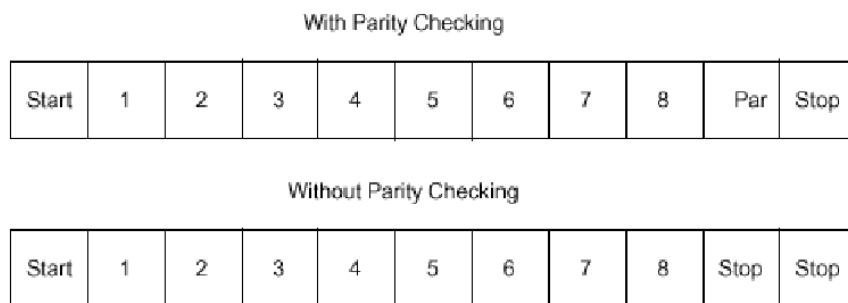 With Parity Checking
Start 1 2 3 4 5 6 7 8 Par Stop
Without Parity Checking
Start 1 2 3 4 5 6 7 8 Stop Stop